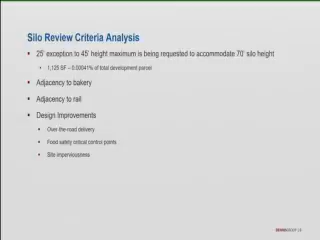 Silo Review Criteria Analysis
25' exception to 45' height maximum is being requested to accommodate 70' silo height
1,125 SF – 0.00041% of total development parcel
Adjacency to bakery
Adjacency to rail
Design Improvements
Over-the-road delivery
Food safety critical control points
Site imperviousness